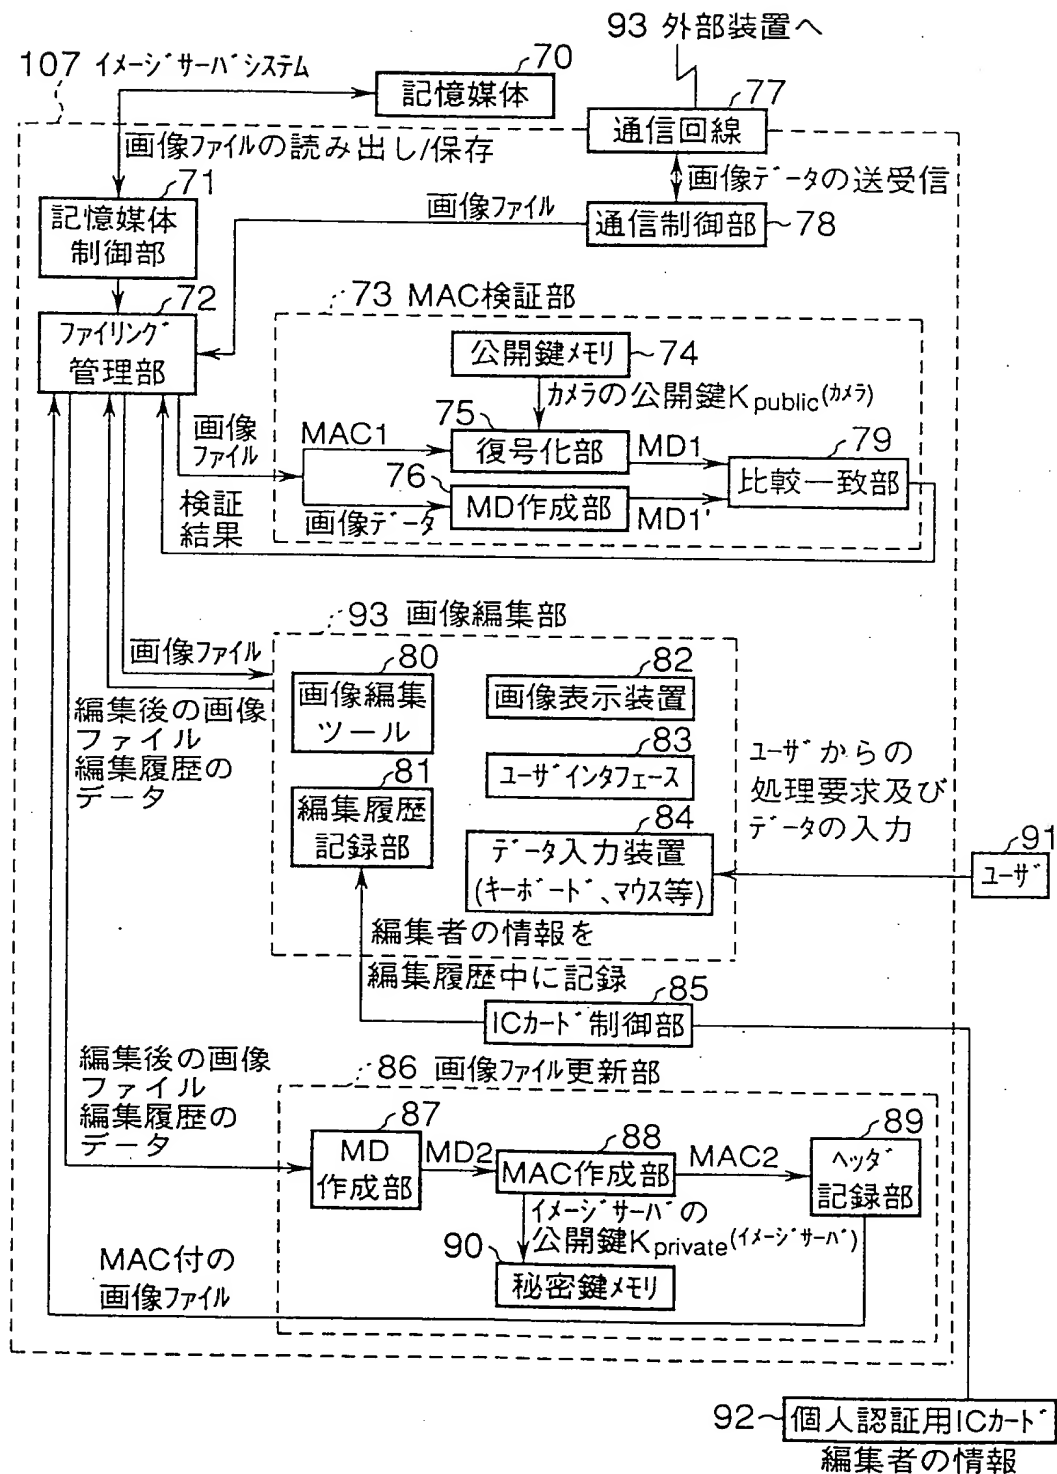 93 外部装置へ
107 イメージサーバシステム
70
記憶媒体
77
通信回線
画像ファイルの読み出し/保存
画像データの送受信
71
記憶媒体
制御部
画像ファイル
通信制御部
78
72
ファイリング
管理部
73 MAC検証部
公開鍵メモリ
74
カメラの公開鍵Kpublic(カメラ)
画像
ファイル
MAC1
75
復号化部
MD1
79
比較一致部
76
MD作成部
MD1'
画像データ
検証
結果
93 画像編集部
画像ファイル
80
画像編集
ツール
82
画像表示装置
編集後の画像
ファイル
編集履歴の
データ
83
ユーザインタフェース
81
編集履歴
記録部
ユーザからの
処理要求及び
データの入力
84
データ入力装置
(キーボード、マウス等)
91
ユーザ
編集者の情報を
編集履歴中に記録
85
ICカード制御部
編集後の画像
ファイル
編集履歴の
データ
86 画像ファイル更新部
87
MD
作成部
MD2
88
MAC作成部
MAC2
89
ヘッダ
記録部
イメージサーバの
公開鍵Kprivate(イメージサーバ)
90
秘密鍵メモリ
MAC付の
画像ファイル
92
個人認証用ICカード
編集者の情報